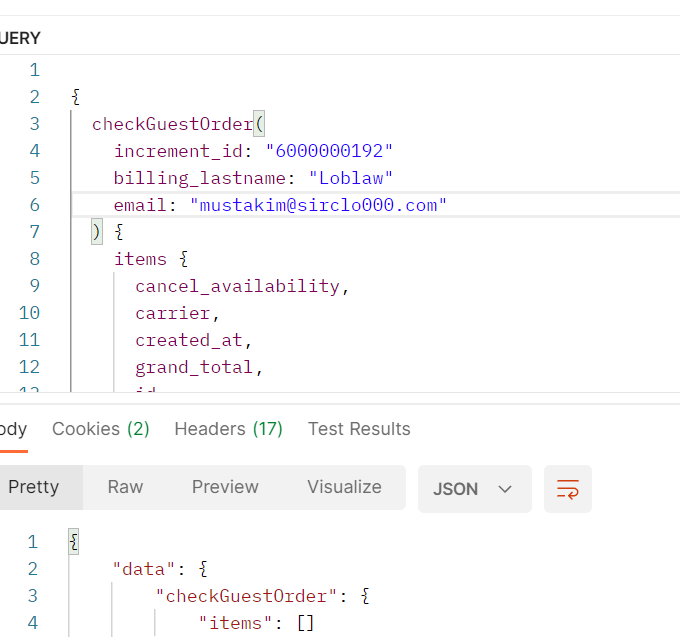 UERY
1
2 {
3 checkGuestOrder(
4 increment_id: "6000000192"
5 billing_lastname: "Loblaw"
6 email: "mustakim@sirclo000.com"
7 ) {
8 items {
9 cancel_availability,
10 carrier,
11 created_at,
12 grand_total,
13 id
ody Cookies (2) Headers (17) Test Results
Pretty Raw Preview Visualize JSON
1 {
2 "data": {
3 "checkGuestOrder": {
4 "items": []